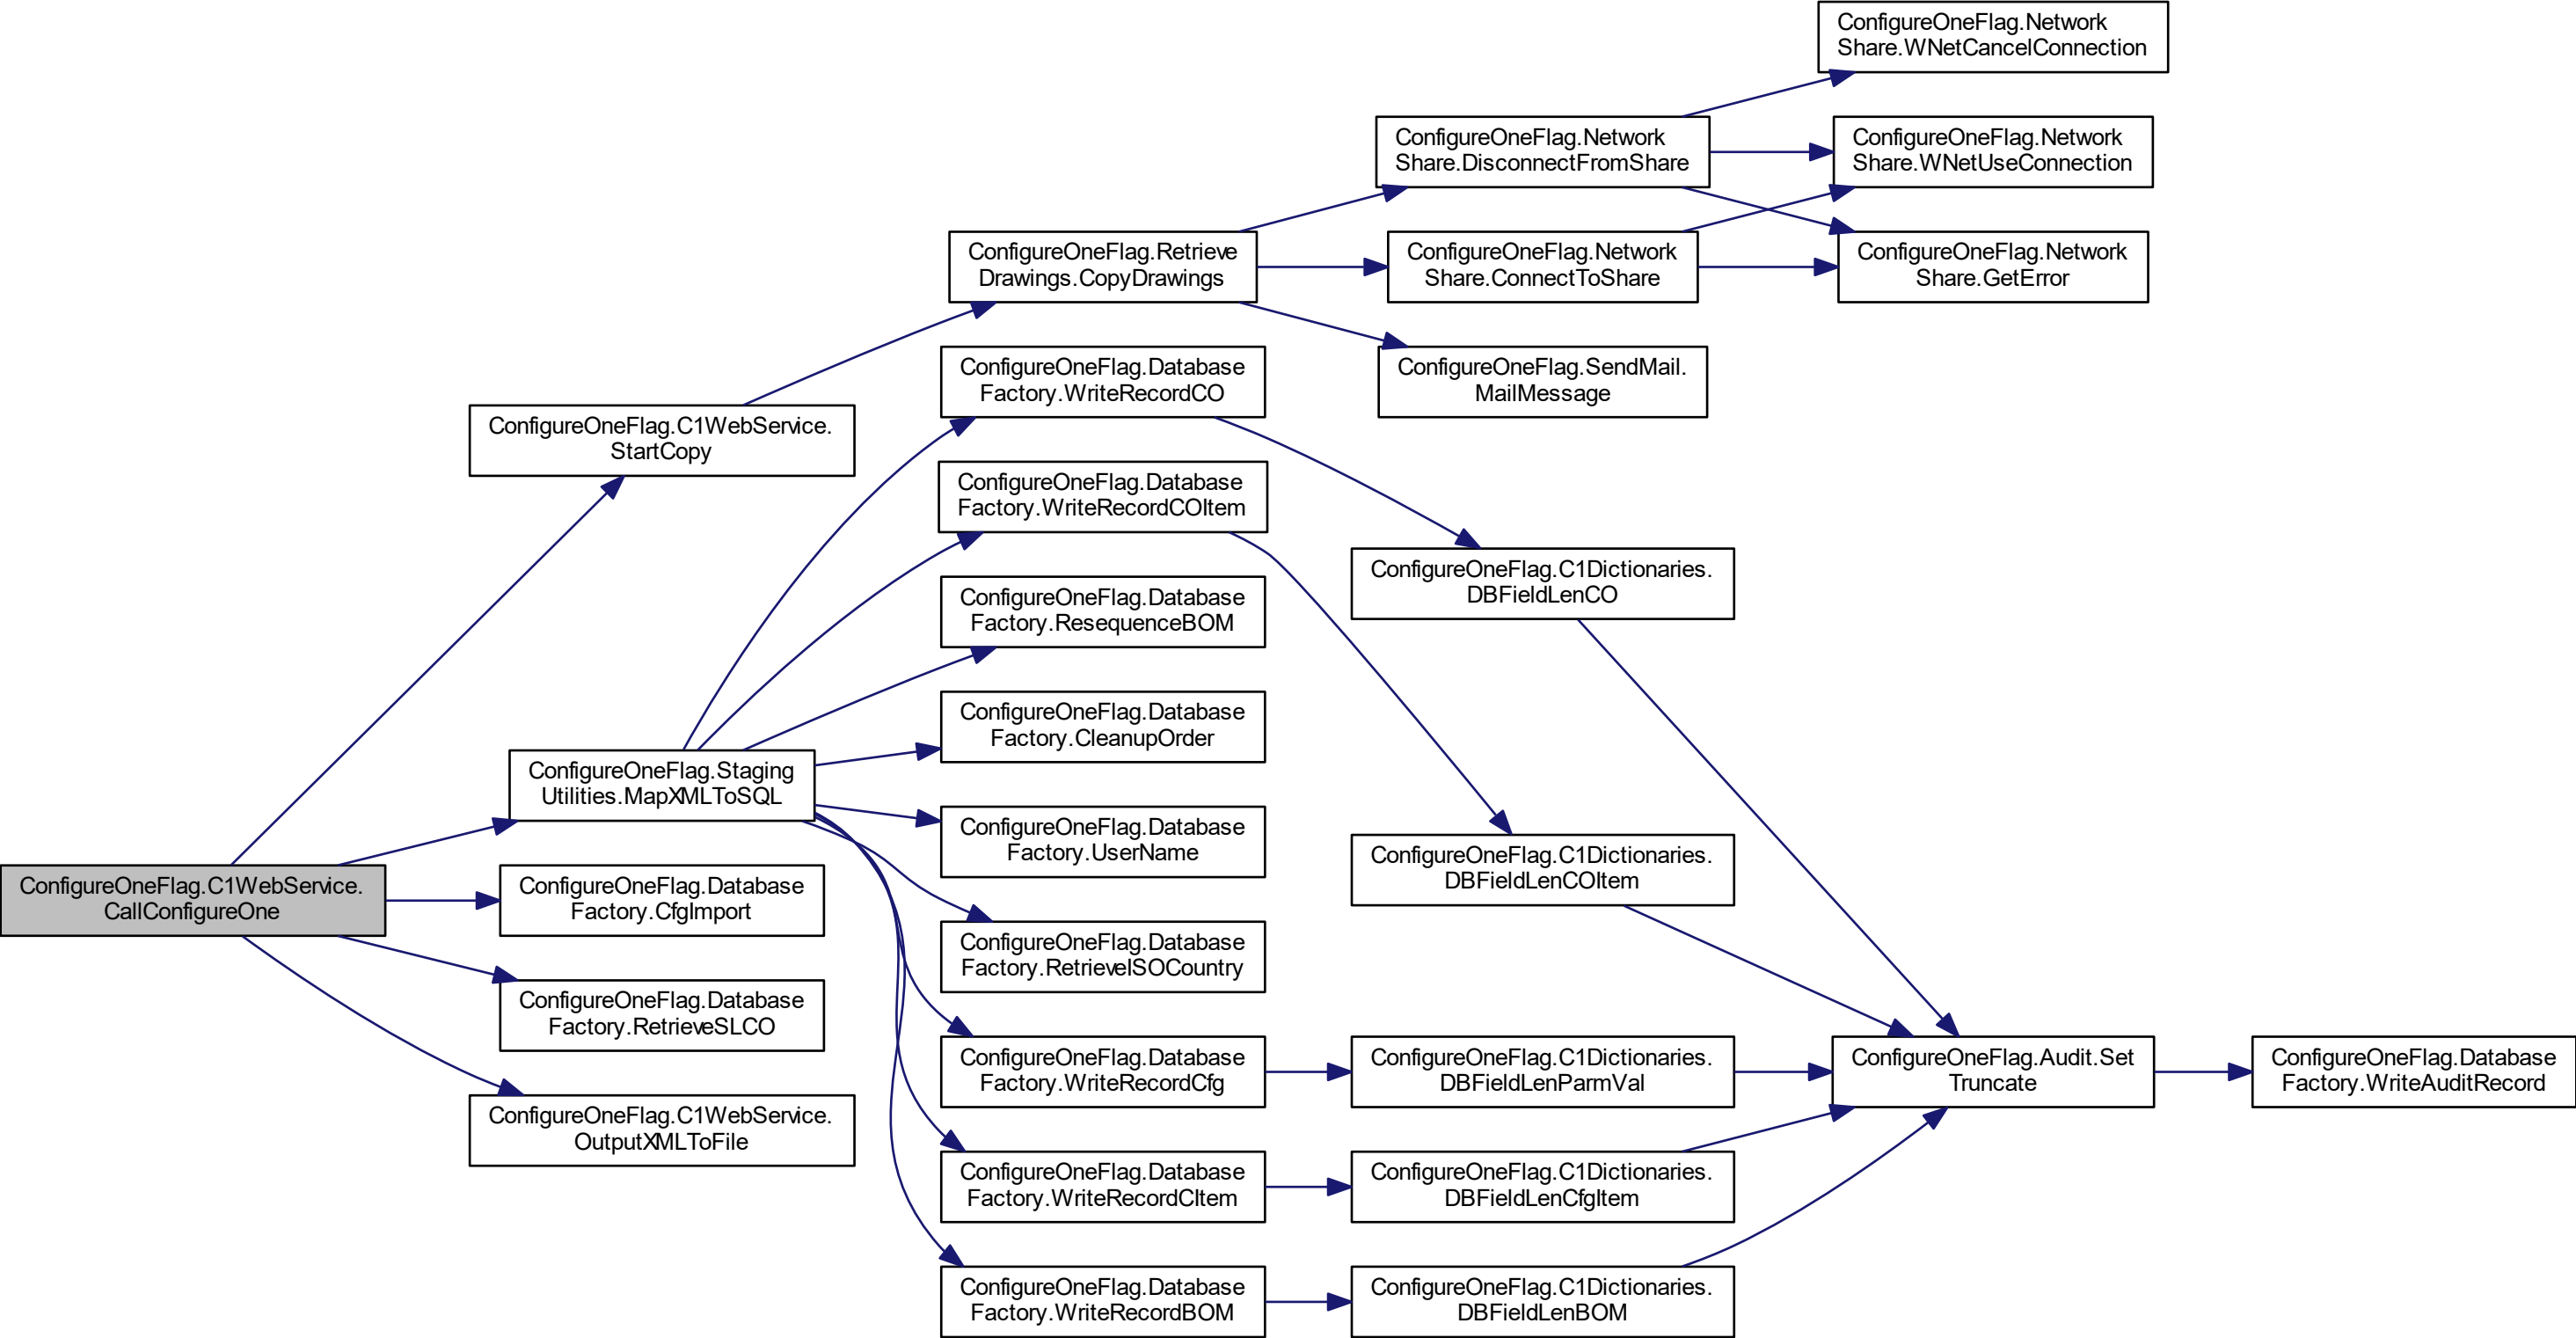 ConfigureOneFlag.Network
Share.WNetCancelConnection
ConfigureOneFlag.Network
Share.DisconnectFromShare
ConfigureOneFlag.Network
Share.WNetUseConnection
ConfigureOneFlag.Retrieve
Drawings.CopyDrawings
ConfigureOneFlag.Network
Share.ConnectToShare
ConfigureOneFlag.Network
Share.GetError
ConfigureOneFlag.Database
Factory.WriteRecordCO
ConfigureOneFlag.SendMail.
MailMessage
ConfigureOneFlag.C1WebService.
StartCopy
ConfigureOneFlag.Database
Factory.WriteRecordCOItem
ConfigureOneFlag.C1Dictionaries.
DBFieldLenCO
ConfigureOneFlag.Database
Factory.ResequenceBOM
ConfigureOneFlag.Database
Factory.CleanupOrder
ConfigureOneFlag.Staging
Utilities.MapXMLToSQL
ConfigureOneFlag.Database
Factory.UserName
ConfigureOneFlag.C1Dictionaries.
DBFieldLenCOItem
ConfigureOneFlag.C1WebService.
CallConfigureOne
ConfigureOneFlag.Database
Factory.CfgImport
ConfigureOneFlag.Database
Factory.RetrieveISOCountry
ConfigureOneFlag.Database
Factory.RetrieveSLCO
ConfigureOneFlag.Database
Factory.WriteRecordCfg
ConfigureOneFlag.C1Dictionaries.
DBFieldLenParmVal
ConfigureOneFlag.Audit.Set
Truncate
ConfigureOneFlag.Database
Factory.WriteAuditRecord
ConfigureOneFlag.C1WebService.
OutputXMLToFile
ConfigureOneFlag.Database
Factory.WriteRecordCItem
ConfigureOneFlag.C1Dictionaries.
DBFieldLenCfgItem
ConfigureOneFlag.Database
Factory.WriteRecordBOM
ConfigureOneFlag.C1Dictionaries.
DBFieldLenBOM